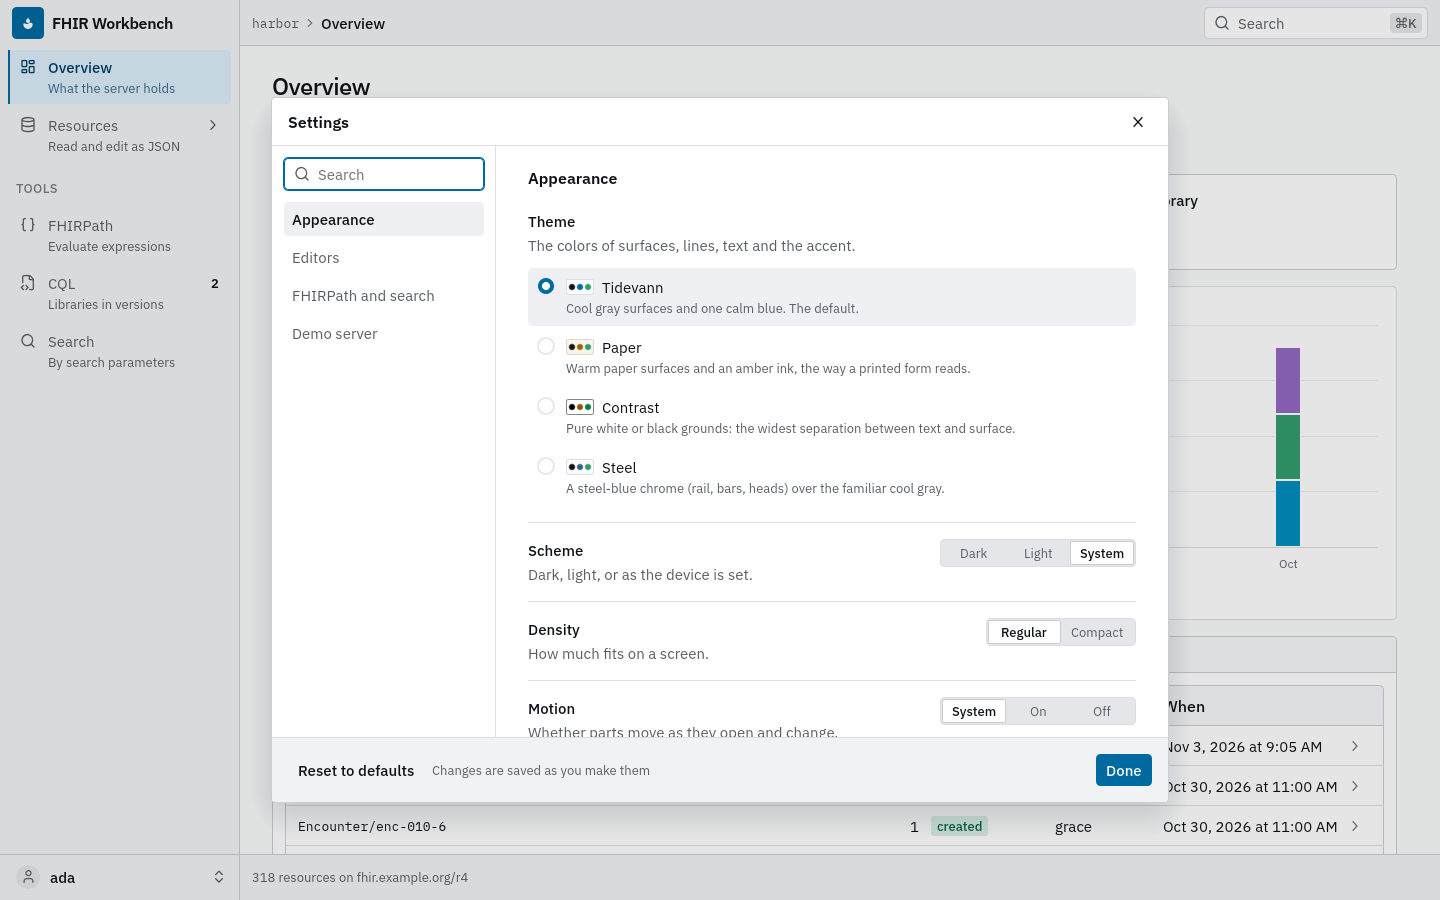 FHIR Workbench
harbor
Overview
Search
⌘K
Overview
What the server holds
Resources
Read and edit as JSON
TOOLS
FHIRPath
Evaluate expressions
CQL
2
Libraries in versions
Search
By search parameters
Overview
Settings
Search
Appearance
Editors
FHIRPath and search
Demo server
Appearance
Theme
The colors of surfaces, lines, text and the accent.
Tidevann
Cool gray surfaces and one calm blue. The default.
Paper
Warm paper surfaces and an amber ink, the way a printed form reads.
Contrast
Pure white or black grounds: the widest separation between text and surface.
Steel
A steel-blue chrome (rail, bars, heads) over the familiar cool gray.
Scheme
Dark, light, or as the device is set.
Dark
Light
System
Density
How much fits on a screen.
Regular
Compact
Motion
Whether parts move as they open and change.
System
On
Off
Reset to defaults
Changes are saved as you make them
Done
Oct
When
Nov 3, 2026 at 9:05 AM
Oct 30, 2026 at 11:00 AM
Encounter/enc-010-6
1
created
grace
Oct 30, 2026 at 11:00 AM
ada
318 resources on fhir.example.org/r4